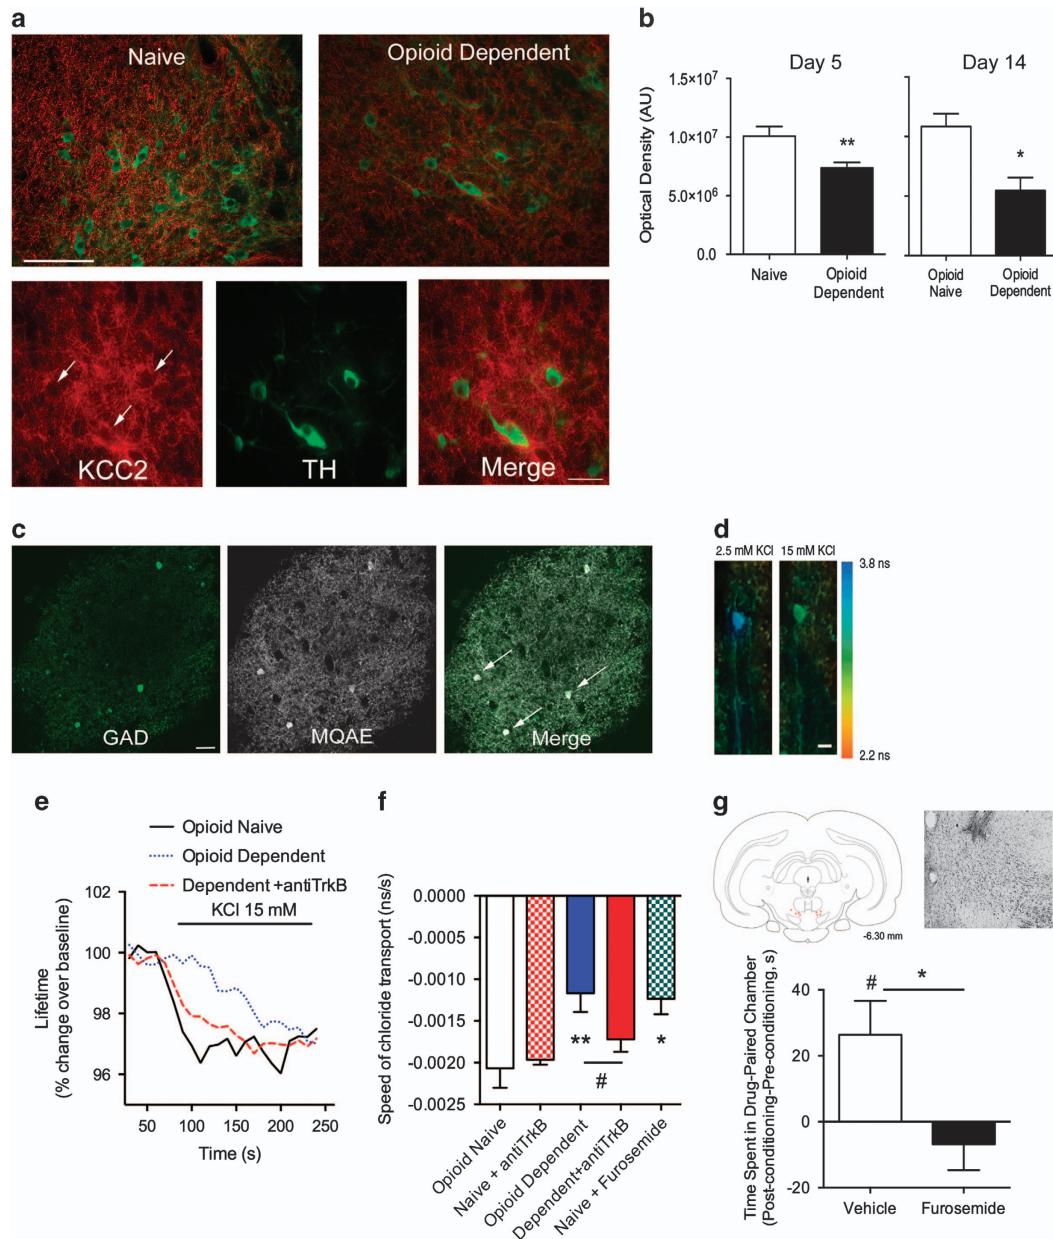 a
Naive
Opioid Dependent
KCC2
TH
Merge
b
Day 5
Day 14
Optical Density (AU)
1.5×10⁷
1.0×10⁷
5.0×10⁶
0.0
**
*
Naive
Opioid
Dependent
Opioid
Naive
Opioid
Dependent
c
GAD
MQAE
Merge
d
2.5 mM KCl
15 mM KCl
3.8 ns
2.2 ns
e
Opioid Naive
Opioid Dependent
Dependent +antiTrkB
KCl 15 mM
Lifetime
(% change over baseline)
102
100
98
96
50
100
150
200
250
Time (s)
f
Speed of chloride transport (ns/s)
0.0000
-0.0005
-0.0010
-0.0015
-0.0020
-0.0025
**
#
*
Opioid Naive
Naive + antiTrkB
Opioid Dependent
Dependent+antiTrkB
Naive + Furosemide
g
-6.30 mm
Time Spent in Drug-Paired Chamber
(Post-conditioning-Pre-conditioning, s)
40
20
0
-20
#
*
Vehicle
Furosemide